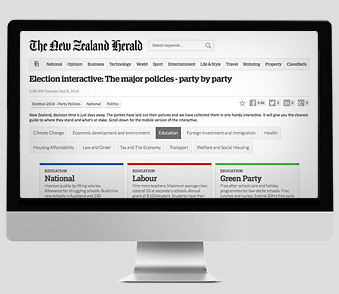 The New Zealand Herald
Search keywords...
National Opinion Business Technology World Sport Entertainment Life & Style Travel Motoring Property Classifieds
Election interactive: The major policies - party by party
5:00 AM Tuesday Sep 9, 2014
Election 2014 - Party Policies National Politics
New Zealand, decision time is just days away. The parties have laid out their policies and we have collected them in one handy interactive. It will give you the clearest
guide to where they stand and what's at stake. Scroll down for the mobile version of the interactive.
Climate Change Economic development and environment Education Foreign Investment and Immigration Health
Housing Affordability Law and Order Tax and The Economy Transport Welfare and Social Housing
EDUCATION EDUCATION EDUCATION
National Labour Green Party
Improve quality by lifting salaries. Hire more teachers. Maximum average class Free after school care and holiday
Allowance for struggling schools. Build nine sizes of 23 at secondary schools. Annual programmes for low decile schools. Free
new schools in Auckland and 130 grant of $100/student. Schools their nurses and lunches. Extend 20hrs free early